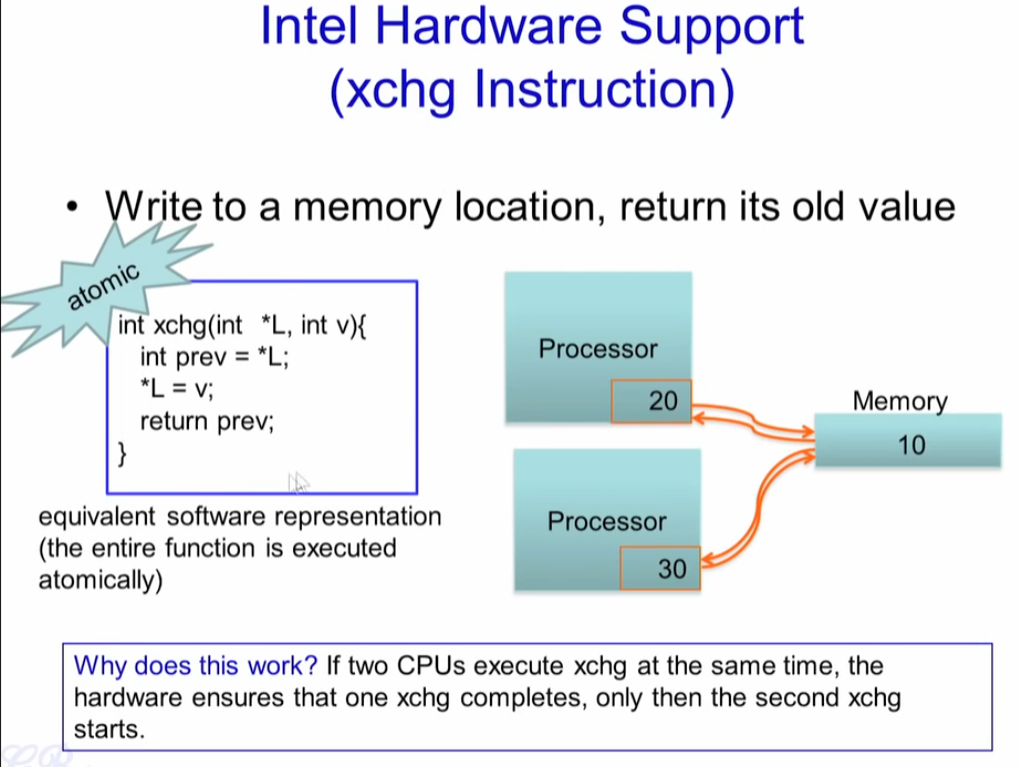 Intel Hardware Support
(xchg Instruction)
• Write to a memory location, return its old value
atomic
int xchg(int *L, int v){
int prev = *L;
*L = v;
return prev;
}
equivalent software representation
(the entire function is executed
atomically)
Processor
20
Memory
10
Processor
30
Why does this work? If two CPUs execute xchg at the same time, the
hardware ensures that one xchg completes, only then the second xchg
starts.